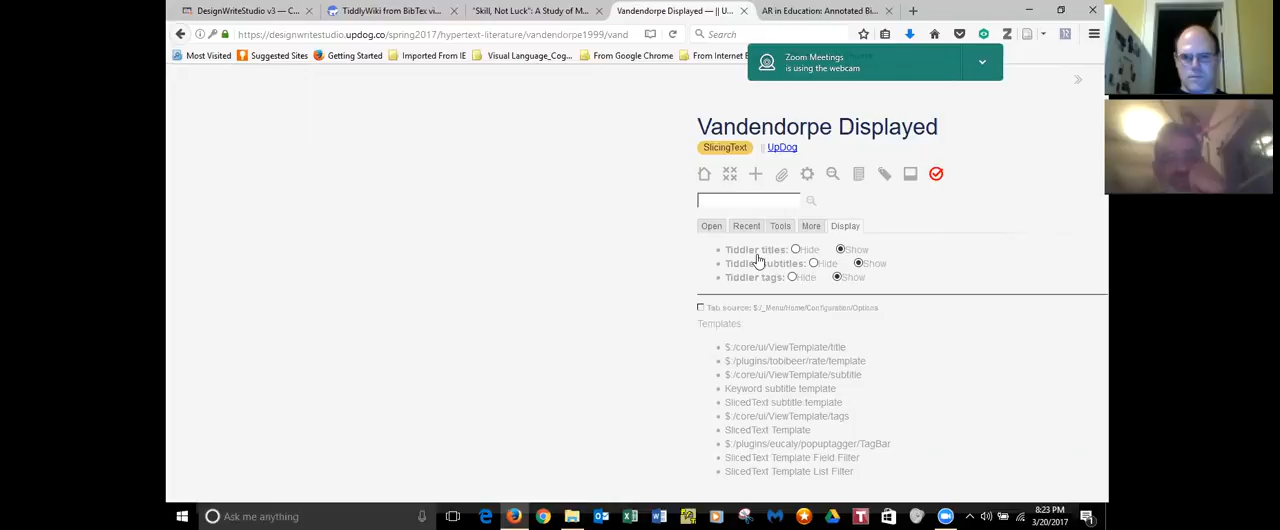 DesignWriteStudio v3 — C...
TiddlyWiki from BibTex vi...
"Skill, Not Luck": A Study of M...
Vandendorpe Displayed — || U...
AR in Education: Annotated Bi...
https://designwritestudio.updog.co/spring2017/hypertext-literature/vandendorpe1999/vand
Search
Most Visited
Suggested Sites
Getting Started
Imported From IE
Visual Language_Cog...
From Google Chrome
From Internet E
Zoom Meetings
is using the webcam
Vandendorpe Displayed
SlicingText || UpDog
Open Recent Tools More Display
Tiddler titles: Hide Show
Tiddler subtitles: Hide Show
Tiddler tags: Hide Show
Tab source: $:/_Menu/Home/Configuration/Options
Templates:
$:/core/ui/ViewTemplate/title
$:/plugins/tobibeer/rate/template
$:/core/ui/ViewTemplate/subtitle
Keyword subtitle template
SlicedText subtitle template
$:/core/ui/ViewTemplate/tags
SlicedText Template
$:/plugins/eucaly/popuptagger/TagBar
SlicedText Template Field Filter
SlicedText Template List Filter
Ask me anything
8:23 PM
3/20/2017